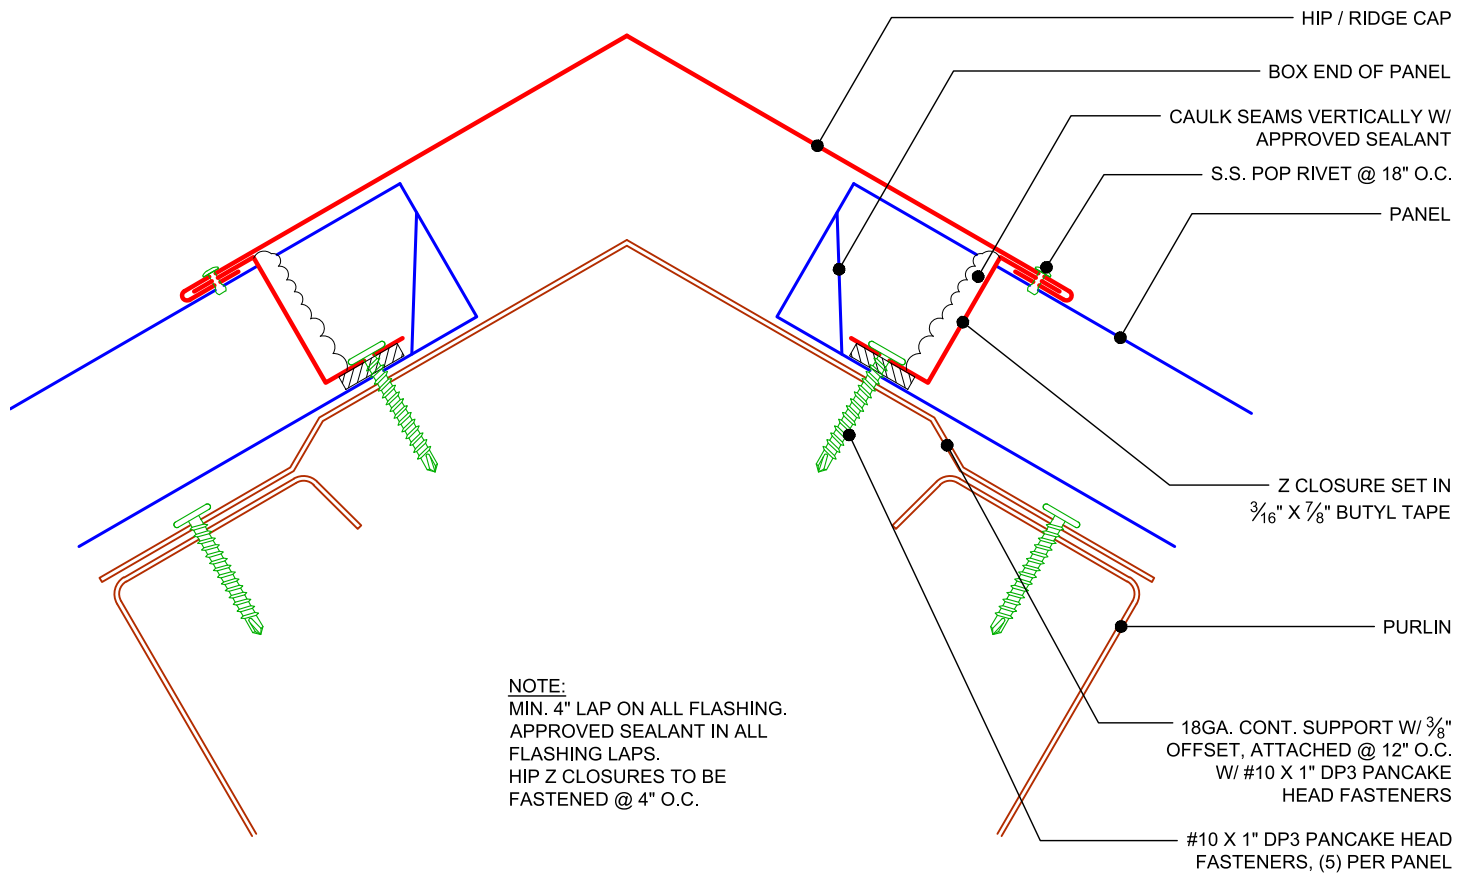 HIP / RIDGE CAP
BOX END OF PANEL
CAULK SEAMS VERTICALLY W/
APPROVED SEALANT
S.S. POP RIVET @ 18" O.C.
PANEL
Z CLOSURE SET IN
3/16" X 7/8" BUTYL TAPE
PURLIN
18GA. CONT. SUPPORT W/ 3/8"
OFFSET, ATTACHED @ 12" O.C.
W/ #10 X 1" DP3 PANCAKE
HEAD FASTENERS
#10 X 1" DP3 PANCAKE HEAD
FASTENERS, (5) PER PANEL
NOTE:
MIN. 4" LAP ON ALL FLASHING.
APPROVED SEALANT IN ALL
FLASHING LAPS.
HIP Z CLOSURES TO BE
FASTENED @ 4" O.C.